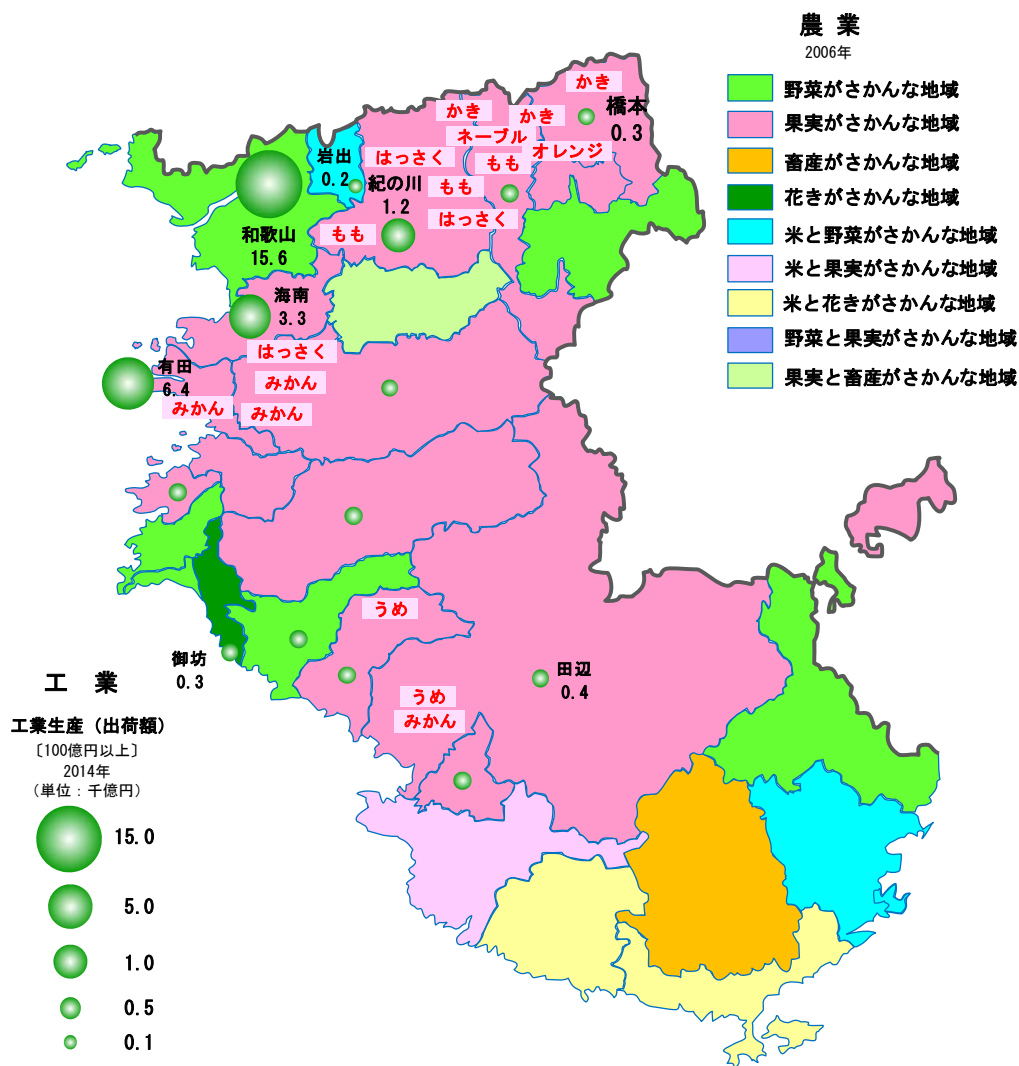 農 業
2006年
野菜がさかんな地域
果実がさかんな地域
畜産がさかんな地域
花きがさかんな地域
米と野菜がさかんな地域
米と果実がさかんな地域
米と花きがさかんな地域
野菜と果実がさかんな地域
果実と畜産がさかんな地域
かき
橋本
0.3
かき
かき
ネーブル
オレンジ
もも
岩出
0.2
はっさく
紀の川
1.2
もも
はっさく
もも
和歌山
15.6
海南
3.3
はっさく
有田
6.4
みかん
みかん
みかん
うめ
御坊
0.3
田辺
0.4
うめ
みかん
工 業
工業生産(出荷額)
〔100億円以上〕
2014年
(単位:千億円)
15.0
5.0
1.0
0.5
0.1